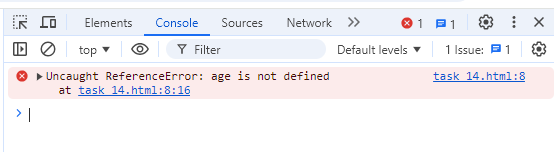 Elements Console Sources Network >> 1 1
top Filter Default levels 1 Issue: 1
Uncaught ReferenceError: age is not defined task 14.html:8
at task 14.html:8:16
>